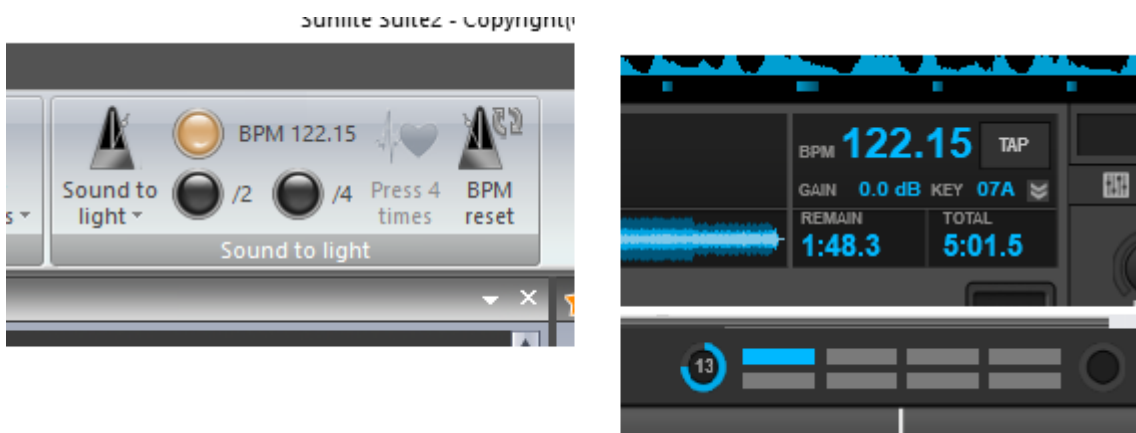 Sunlite Suite2 - Copyright(
BPM 122.15
Sound to light
/2
/4
Press 4 times
BPM reset
s
Sound to light
BPM 122.15 TAP
GAIN 0.0 dB KEY 07A
REMAIN TOTAL
1:48.3 5:01.5
13